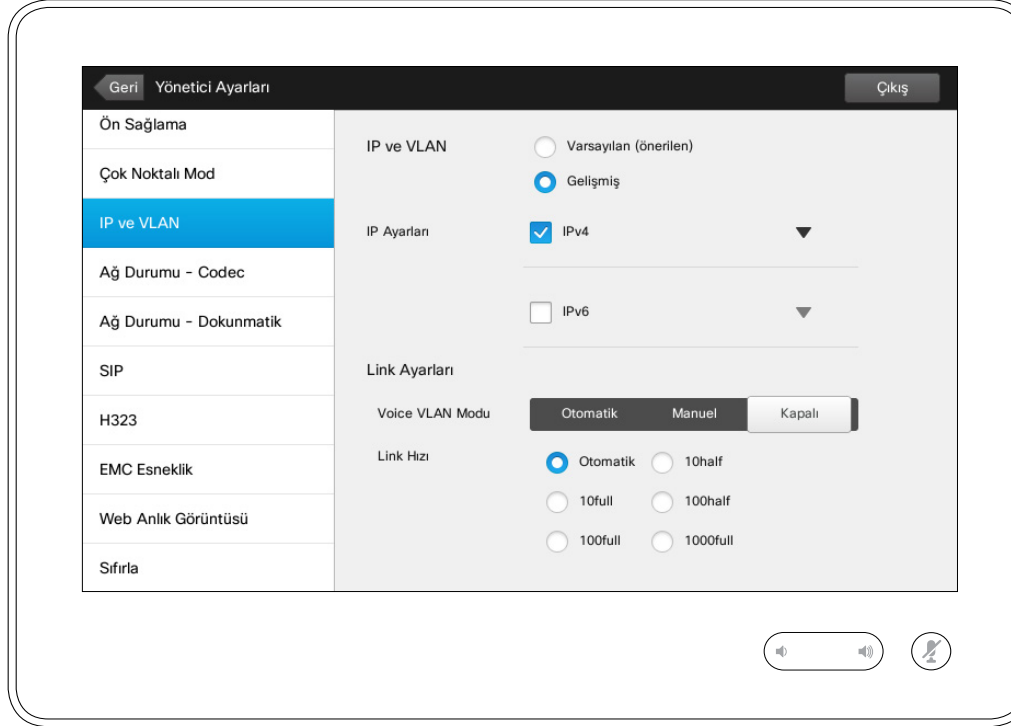 Geri Yönetici Ayarları Çıkış
Ön Sağlama
Çok Noktalı Mod
IP ve VLAN
Ağ Durumu - Codec
Ağ Durumu - Dokunmatik
SIP
H323
EMC Esneklik
Web Anlık Görüntüsü
Sıfırla
IP ve VLAN Varsayılan (önerilen)
Gelişmiş
IP Ayarları IPv4
IPv6
Link Ayarları
Voice VLAN Modu Otomatik Manuel Kapalı
Link Hızı Otomatik 10half
10full 100half
100full 1000full